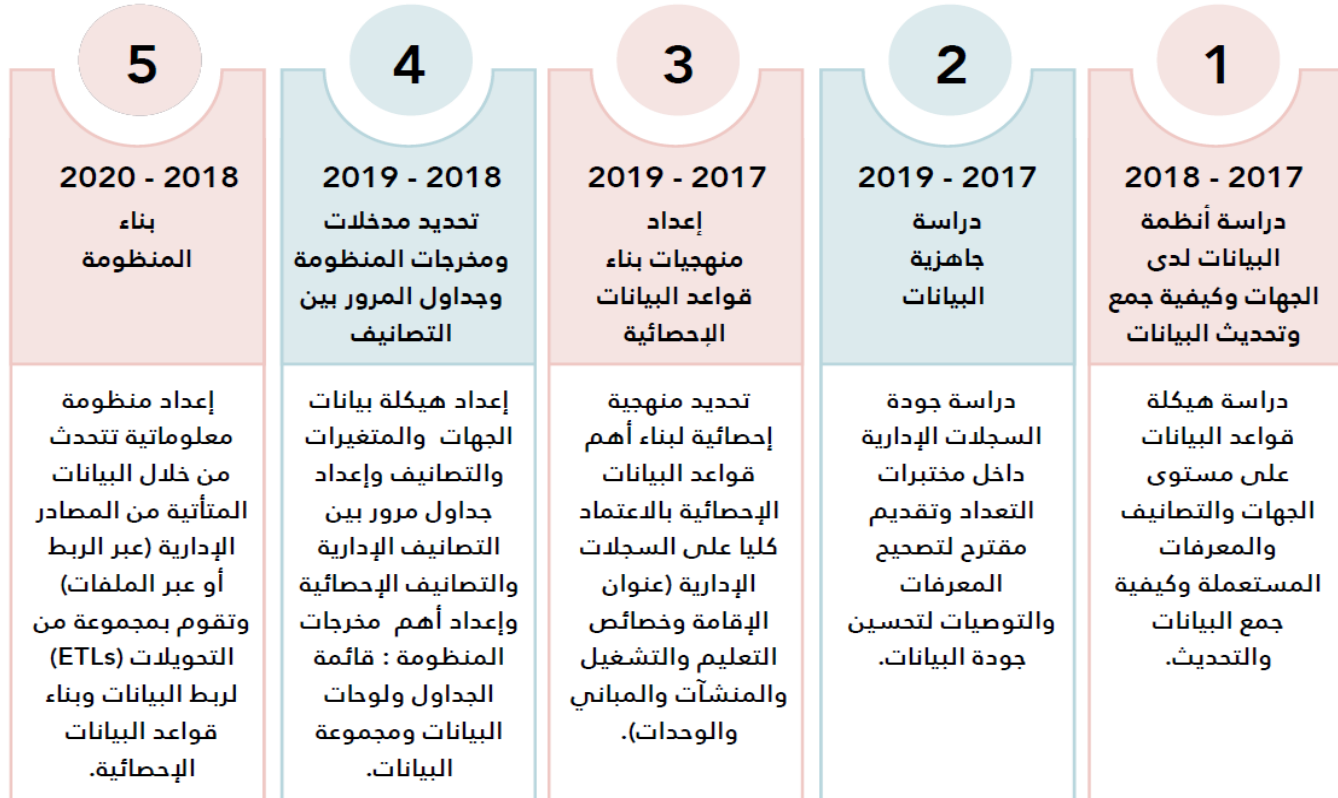 1
2018 - 2017
دراسة أنظمة
البيانات لدى
الجهات وكيفية جمع
وتحديث البيانات
دراسة هيكلة
قواعد البيانات
على مستوى
الجهات والتصانيف
والمعرفات
المستعملة وكيفية
جمع البيانات
والتحديث.
2
2019 - 2017
دراسة
جاهزية
البيانات
دراسة جودة
السجلات الإدارية
داخل مختبرات
التعداد وتقديم
مقترح لتصحيح
المعرفات
والتوصيات لتحسين
جودة البيانات.
3
2019 - 2017
إعداد
منهجيات بناء
قواعد البيانات
الإحصائية
تحديد منهجية
إحصائية لبناء أهم
قواعد البيانات
الإحصائية بالاعتماد
كليا على السجلات
الإدارية (عنوان
الإقامة وخصائص
التعليم والتشغيل
والمنشآت والمباني
والوحدات).
4
2019 - 2018
تحديد مدخلات
ومخرجات المنظومة
وجداول المرور بين
التصانيف
إعداد هيكلة بيانات
الجهات والمتغيرات
والتصانيف وإعداد
جداول مرور بين
التصانيف الإدارية
والتصانيف الإحصائية
وإعداد أهم مخرجات
المنظومة : قائمة
الجداول ولوحات
البيانات ومجموعة
البيانات.
5
2020 - 2018
بناء
المنظومة
إعداد منظومة
معلوماتية تتحدث
من خلال البيانات
المتأتية من المصادر
الإدارية (عبر الربط
أو عبر الملفات)
وتقوم بمجموعة من
التحويلات (ETLs)
لربط البيانات وبناء
قواعد البيانات
الإحصائية.